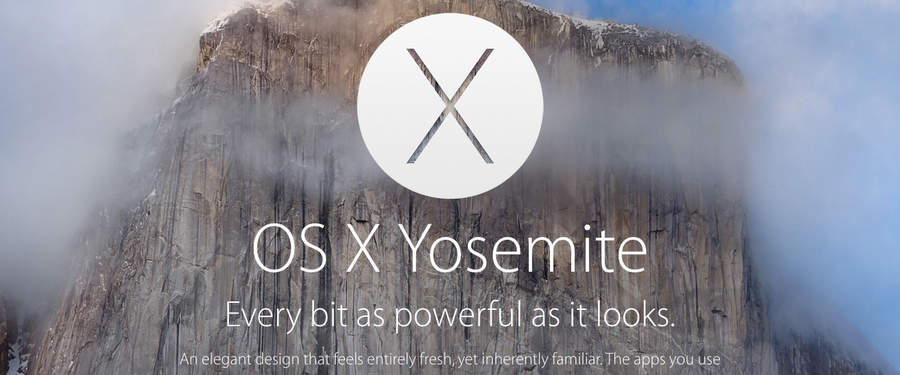 X
OS X Yosemite
Every bit as powerful as it looks.
An elegant design that feels entirely fresh, yet inherently familiar. The apps you use